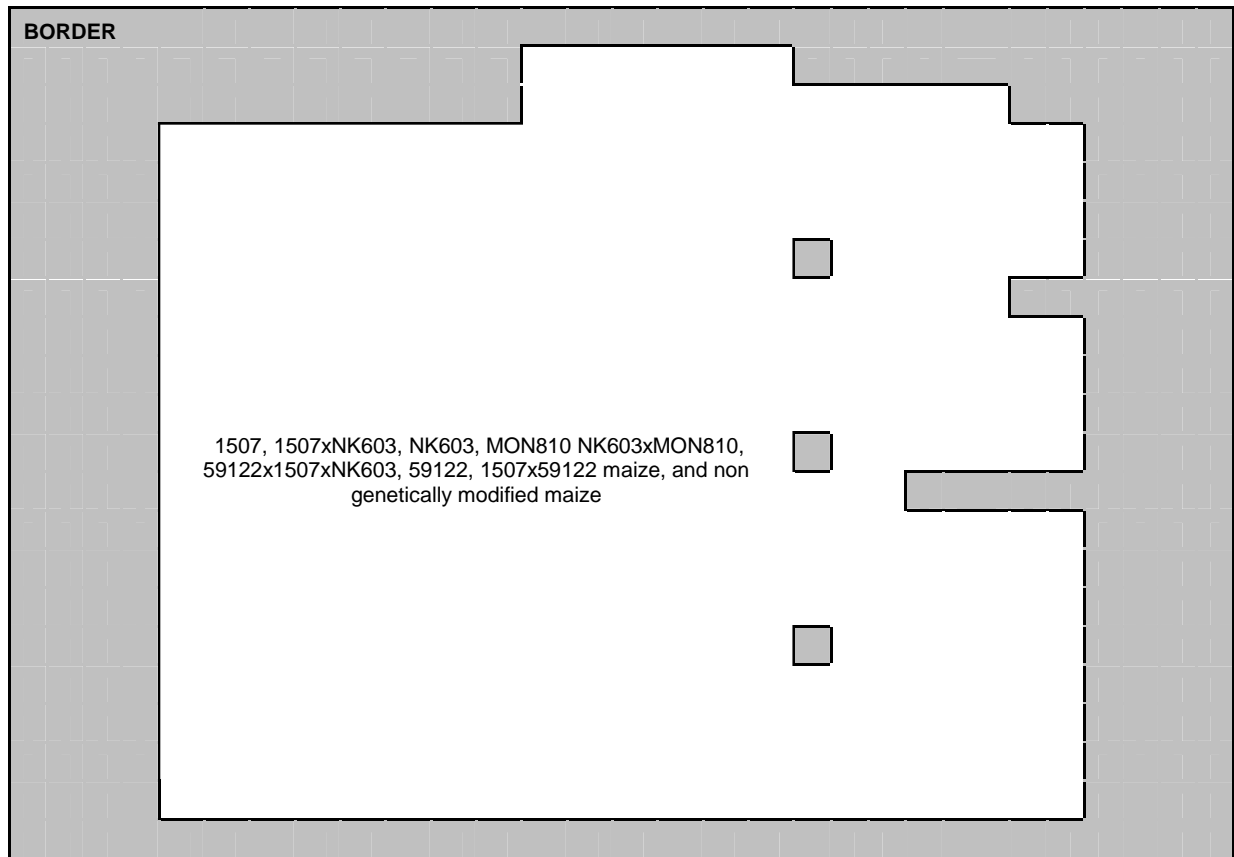 BORDER
1507, 1507xNK603, NK603, MON810 NK603xMON810,
59122x1507xNK603, 59122, 1507x59122 maize, and non
genetically modified maize